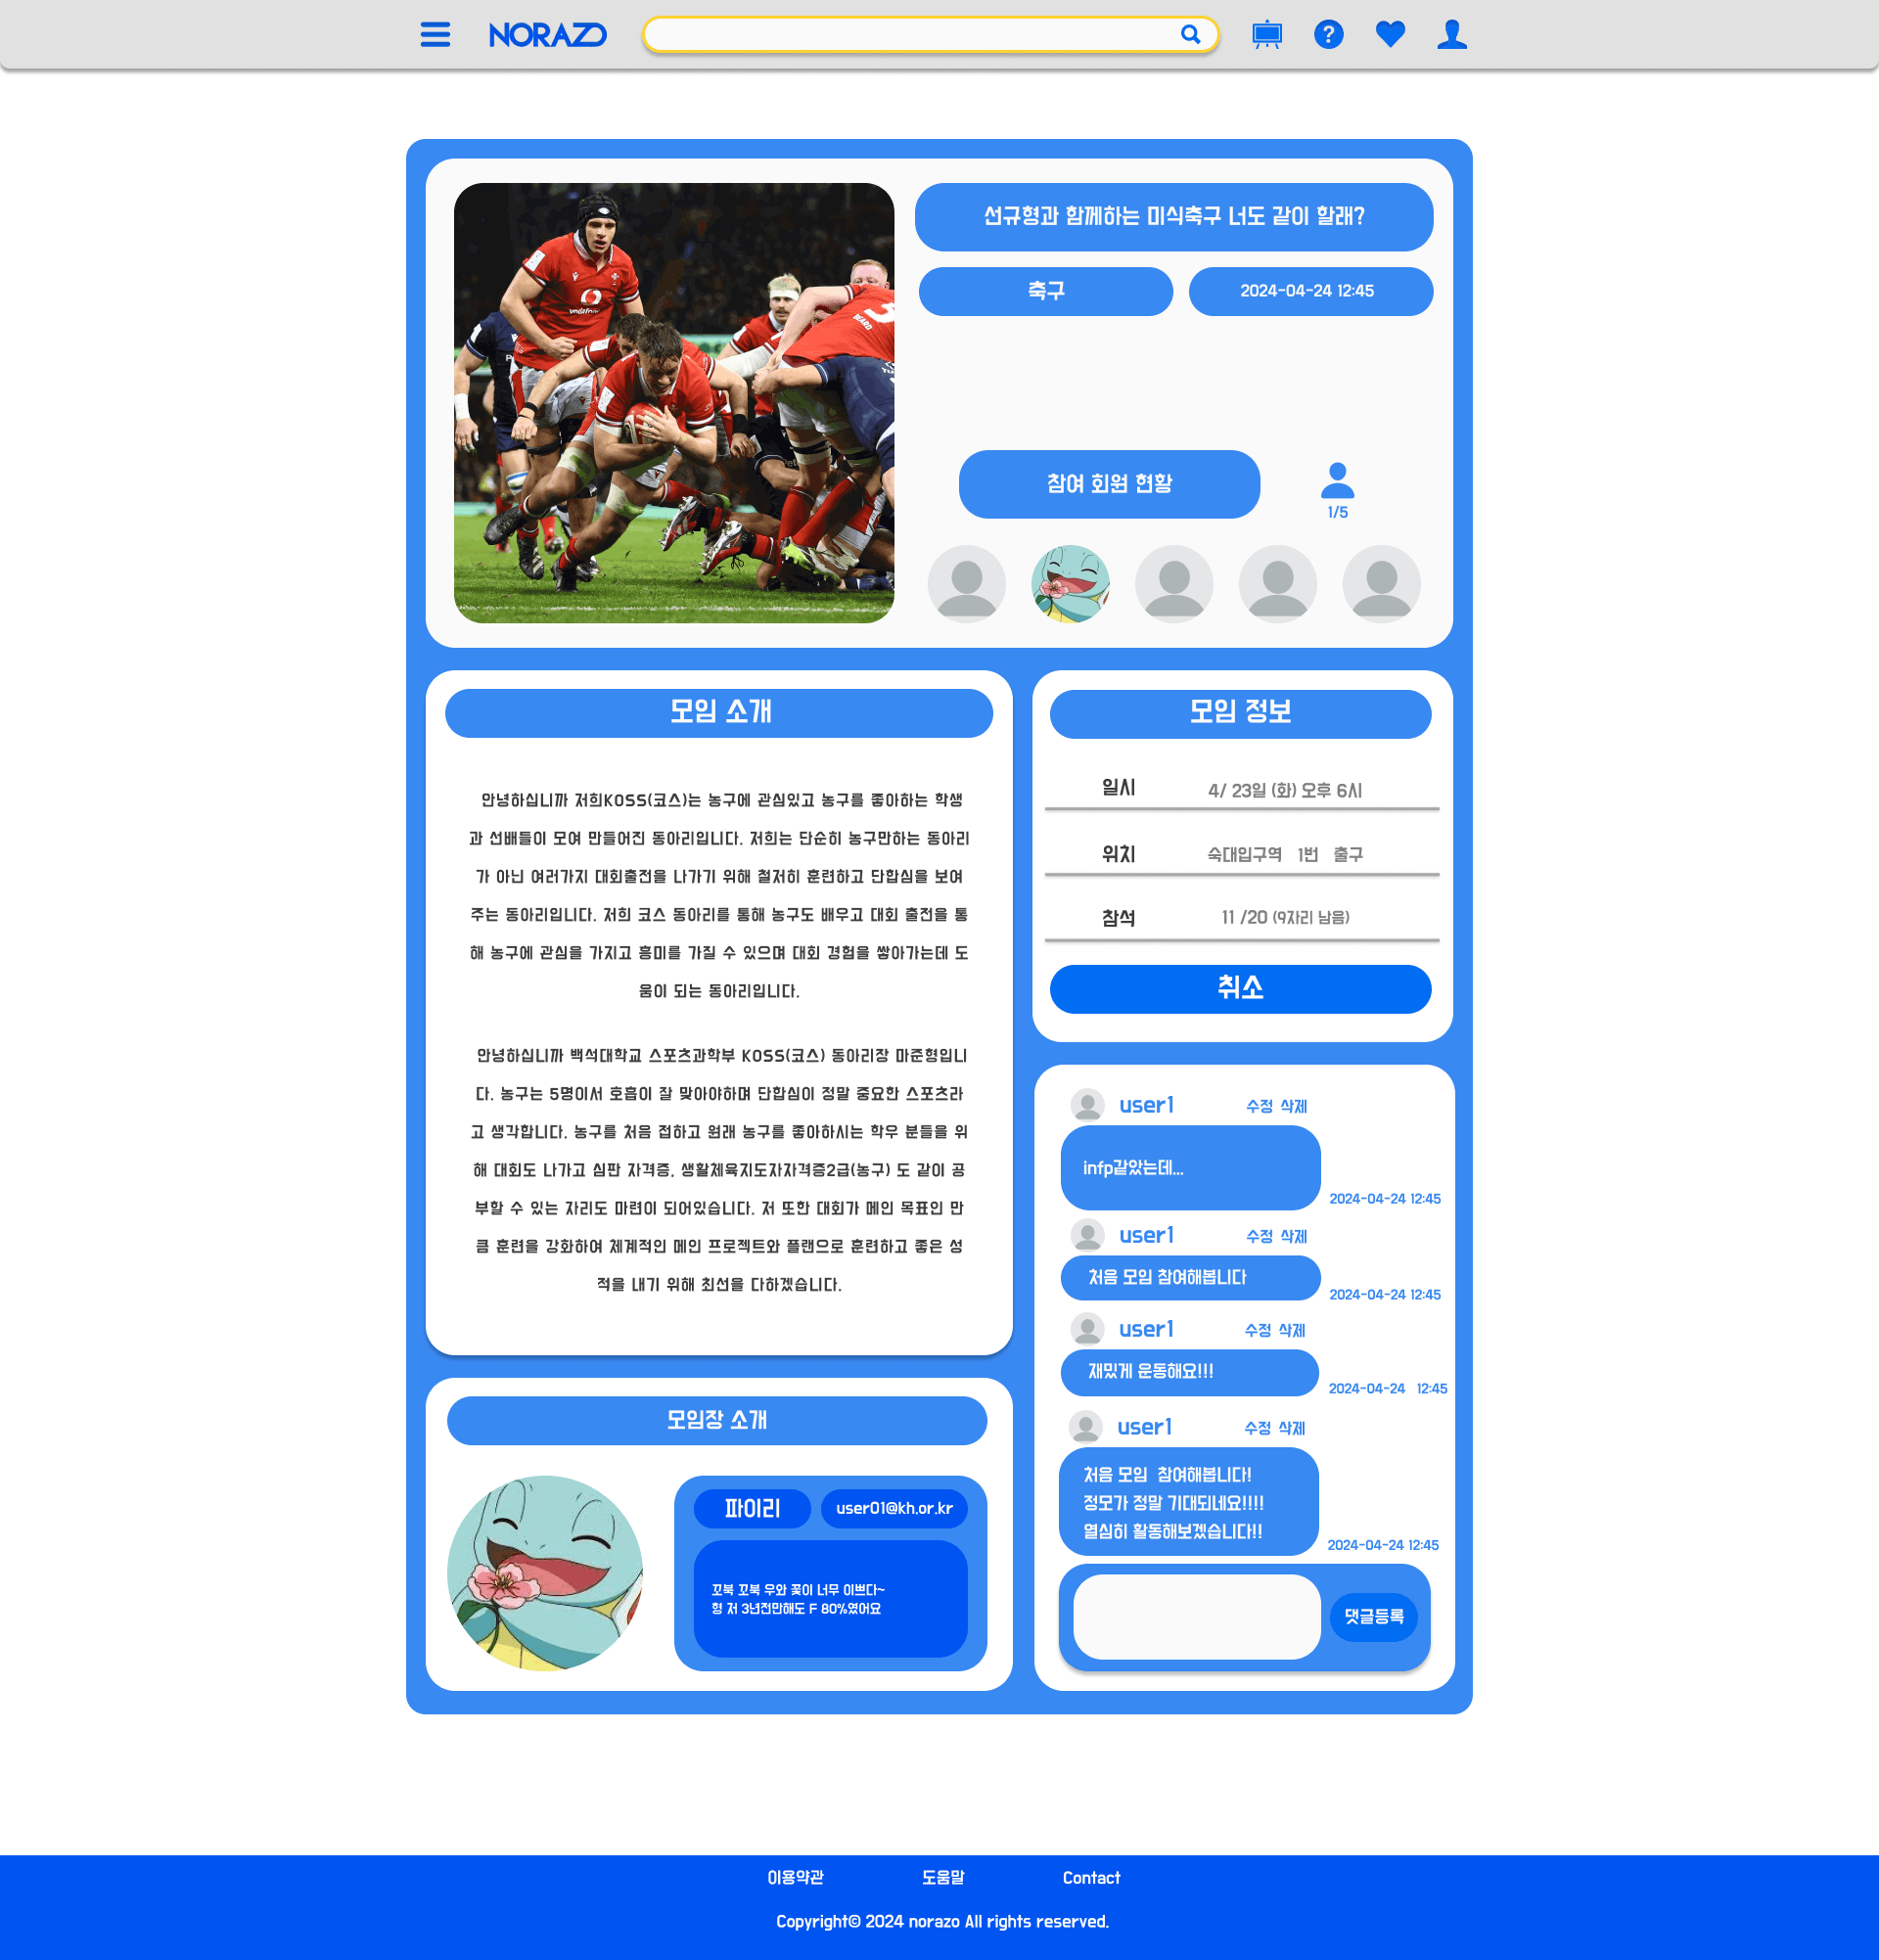 NORAZO
선규형과 함께하는 미식축구 너도 같이 할래?
축구
2024-04-24 12:45
vodafone
BEARD
참여 회원 현황
1/5
모임 소개
안녕하십니까 저희KOSS(코스)는 농구에 관심있고 농구를 좋아하는 학생
과 선배들이 모여 만들어진 동아리입니다. 저희는 단순히 농구만하는 동아리
가 아닌 여러가지 대회출전을 나가기 위해 철저히 훈련하고 단합심을 보여
주는 동아리입니다. 저희 코스 동아리를 통해 농구도 배우고 대회 출전을 통
해 농구에 관심을 가지고 흥미를 가질 수 있으며 대회 경험을 쌓아가는데 도
움이 되는 동아리입니다.
안녕하십니까 백석대학교 스포츠과학부 KOSS(코스) 동아리장 마준형입니
다. 농구는 5명이서 호흡이 잘 맞아야하며 단합심이 정말 중요한 스포츠라
고 생각합니다. 농구를 처음 접하고 원래 농구를 좋아하시는 학우 분들을 위
해 대회도 나가고 심판 자격증, 생활체육지도자자격증2급(농구) 도 같이 공
부할 수 있는 자리도 마련이 되어있습니다. 저 또한 대회가 메인 목표인 만
큼 훈련을 강화하여 체계적인 메인 프로젝트와 플랜으로 훈련하고 좋은 성
적을 내기 위해 최선을 다하겠습니다.
모임 정보
일시 4/ 23일 (화) 오후 6시
위치 숙대입구역 1번 출구
참석 11 /20 (9자리 남음)
취소
user1 수정 삭제
infp같았는데...
2024-04-24 12:45
user1 수정 삭제
처음 모임 참여해봅니다
2024-04-24 12:45
user1 수정 삭제
재밌게 운동해요!!!
2024-04-24 12:45
user1 수정 삭제
처음 모임 참여해봅니다!
정모가 정말 기대되네요!!!!
열심히 활동해보겠습니다!!
2024-04-24 12:45
댓글등록
모임장 소개
파이리
user01@kh.or.kr
꼬북 꼬북 우와 꽃이 너무 이쁘다~
형 저 3년전만해도 F 80%였어요
이용약관 도움말 Contact
Copyright© 2024 norazo All rights reserved.